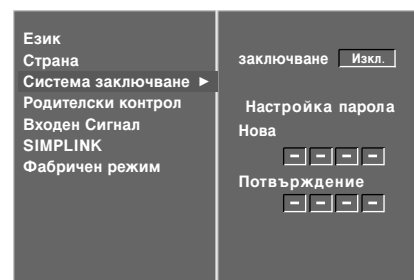 Език
Страна
Система заключване ►
Родителски контрол
Входен Сигнал
SIMPLINK
Фабричен режим
заключване Изкл.
Настройка парола
Нова
– – – –
Потвърждение
– – – –